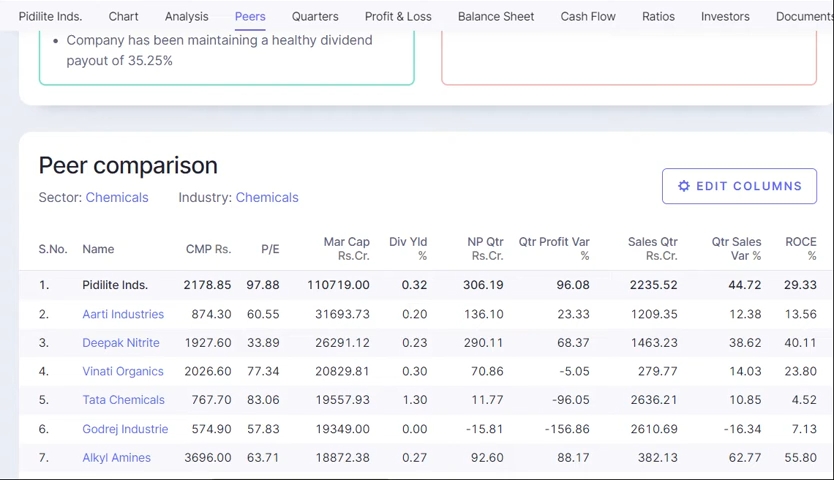 Pidilite Inds. Chart Analysis Peers Quarters Profit & Loss Balance Sheet Cash Flow Ratios Investors Documents
• Company has been maintaining a healthy dividend
payout of 35.25%
Peer comparison
Sector: Chemicals Industry: Chemicals
EDIT COLUMNS
S.No. Name CMP Rs. P/E Mar Cap Rs.Cr. Div Yld % NP Qtr Rs.Cr. Qtr Profit Var % Sales Qtr Rs.Cr. Qtr Sales Var % ROCE %
1. Pidilite Inds. 2178.85 97.88 110719.00 0.32 306.19 96.08 2235.52 44.72 29.33
2. Aarti Industries 874.30 60.55 31693.73 0.20 136.10 23.33 1209.35 12.38 13.56
3. Deepak Nitrite 1927.60 33.89 26291.12 0.23 290.11 68.37 1463.23 38.62 40.11
4. Vinati Organics 2026.60 77.34 20829.81 0.30 70.86 -5.05 279.77 14.03 23.80
5. Tata Chemicals 767.70 83.06 19557.93 1.30 11.77 -96.05 2636.21 10.85 4.52
6. Godrej Industrie 574.90 57.83 19349.00 0.00 -15.81 -156.86 2610.69 -16.34 7.13
7. Alkyl Amines 3696.00 63.71 18872.38 0.27 92.60 88.17 382.13 62.77 55.80